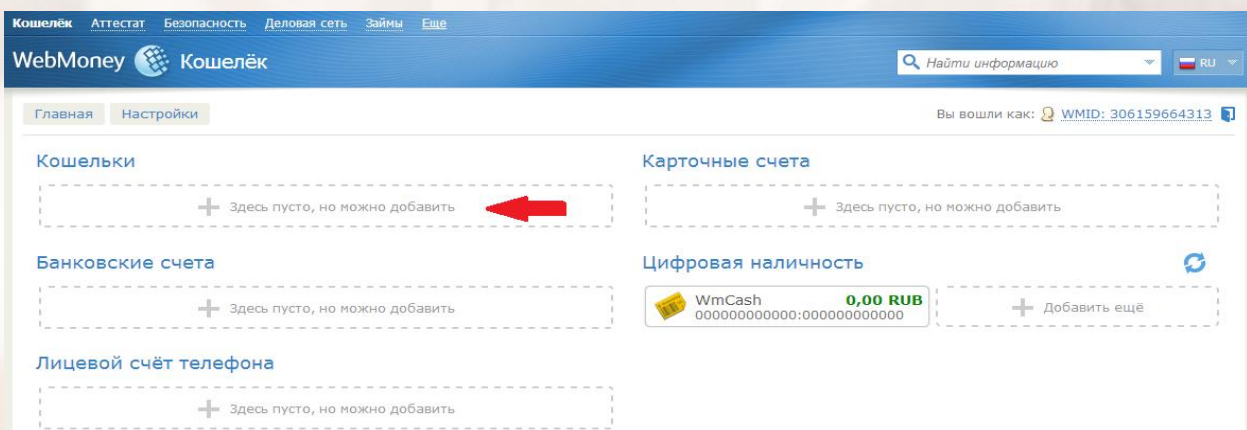 Кошелёк Аттестат Безопасность Деловая сеть Займы Еще
WebMoney Кошелёк
Найти информацию
RU
Главная Настройки
Вы вошли как: WMID: 306159664313
Кошельки
Здесь пусто, но можно добавить
Карточные счета
Здесь пусто, но можно добавить
Банковские счета
Здесь пусто, но можно добавить
Цифровая наличность
WmCash 0,00 RUB
000000000000:000000000000
Добавить ещё
Лицевой счёт телефона
Здесь пусто, но можно добавить